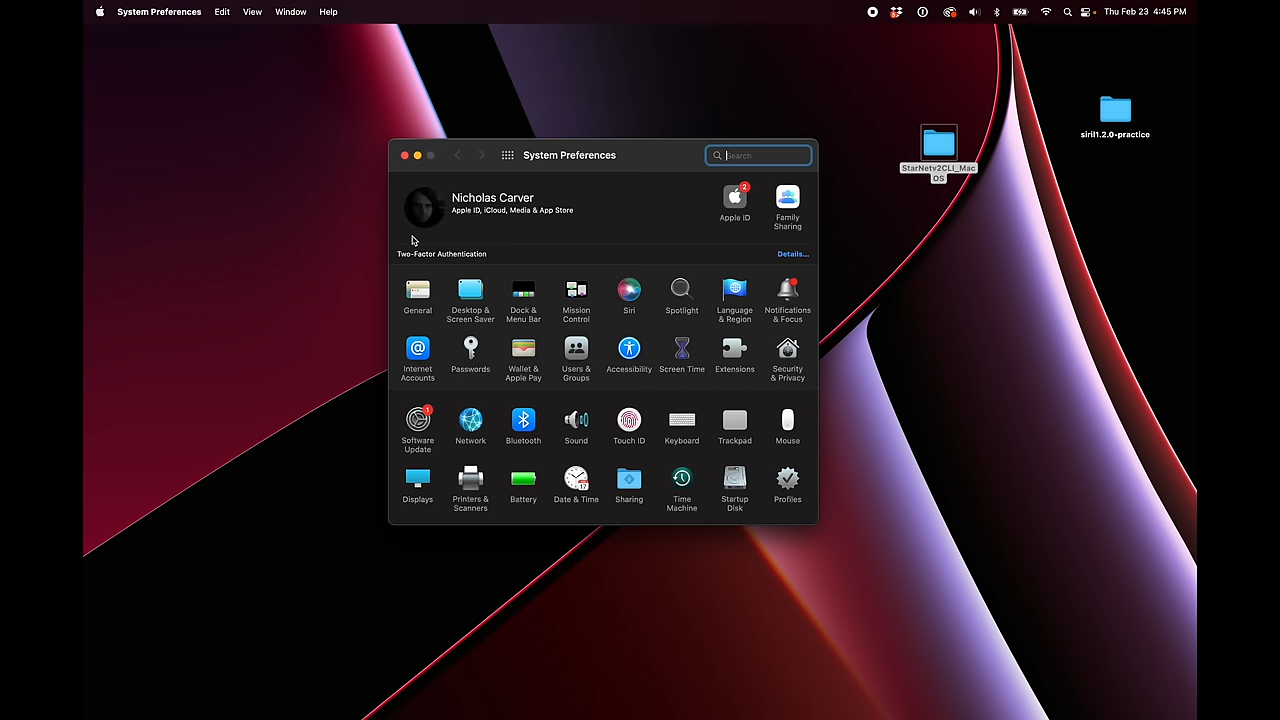 System Preferences Edit View Window Help
Thu Feb 23 4:45 PM
siril1.2.0-practice
StarNetv2CLI_Mac
OS
System Preferences
Search
Nicholas Carver
Apple ID, iCloud, Media & App Store
2
Apple ID
Family
Sharing
Two-Factor Authentication
Details...
General
Desktop &
Screen Saver
Dock &
Menu Bar
Mission
Control
Siri
Spotlight
Language
& Region
Notifications
& Focus
@
Internet
Accounts
Passwords
Wallet &
Apple Pay
Users &
Groups
Accessibility
Screen Time
Extensions
Security
& Privacy
1
Software
Update
Network
Bluetooth
Sound
Touch ID
Keyboard
Trackpad
Mouse
Displays
Printers &
Scanners
Battery
17
Date & Time
Sharing
Time
Machine
Startup
Disk
Profiles